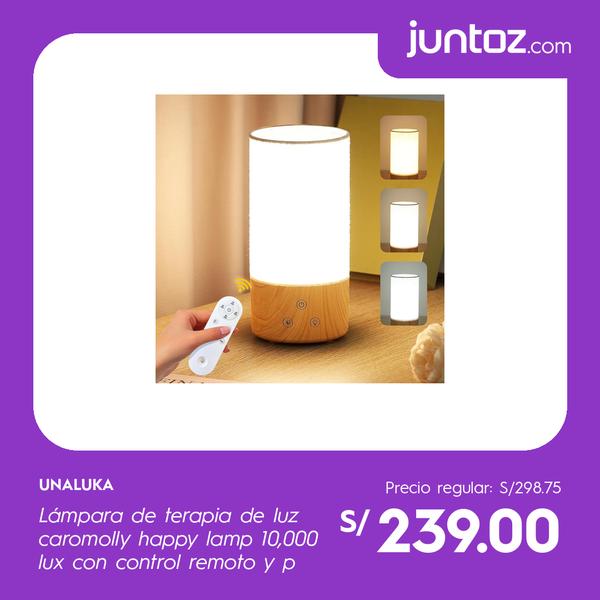 juntoz.com
UNALUKA
Lámpara de terapia de luz
caromolly happy lamp 10,000
lux con control remoto y p
Precio regular: S/298.75
S/ 239.00